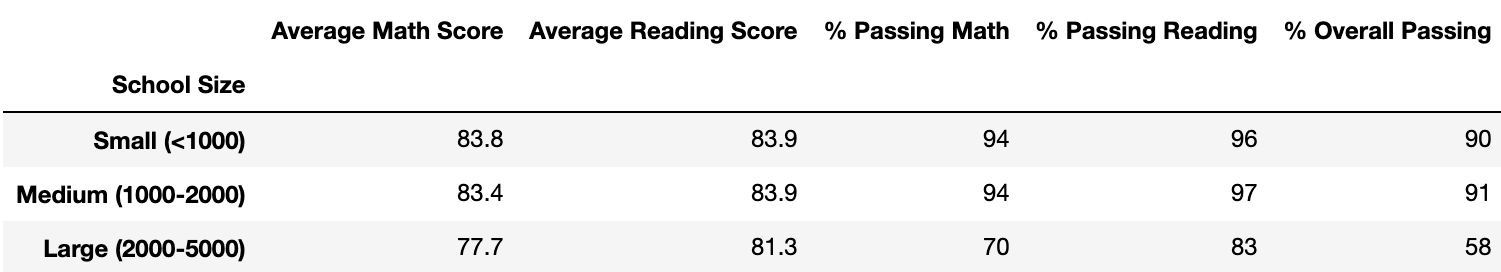 Average Math Score Average Reading Score % Passing Math % Passing Reading % Overall Passing
School Size
Small (<1000) 83.8 83.9 94 96 90
Medium (1000-2000) 83.4 83.9 94 97 91
Large (2000-5000) 77.7 81.3 70 83 58